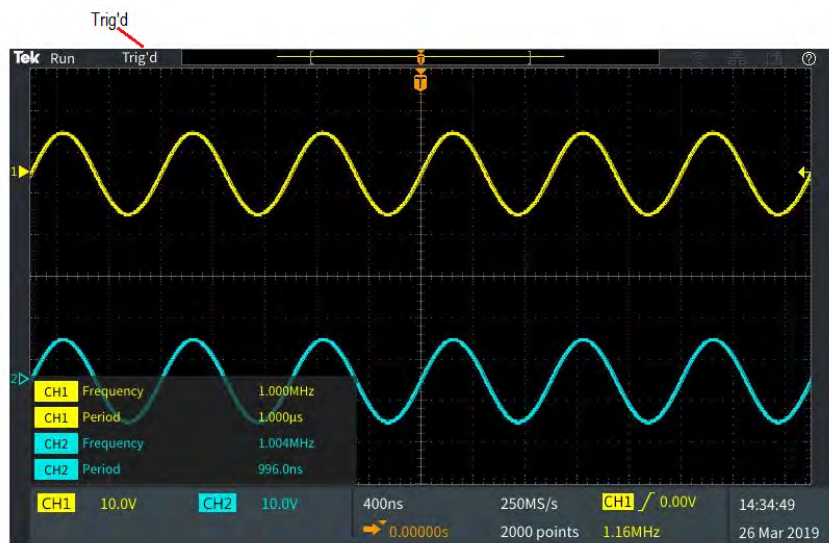 Trig'd
Tek Run Trig'd
T
T
1
2
CH1 Frequency 1.000MHz
CH1 Period 1.000µs
CH2 Frequency 1.004MHz
CH2 Period 996.0ns
CH1 10.0V CH2 10.0V 400ns 250MS/s CH1 0.00V 14:34:49
0.00000s 2000 points 1.16MHz 26 Mar 2019